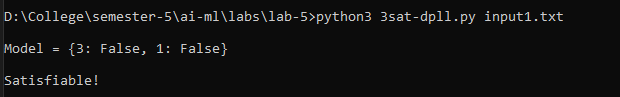 D:\College\semester-5\ai-ml\labs\lab-5>python3 3sat-dpll.py input1.txt
Model = {3: False, 1: False}
Satisfiable!